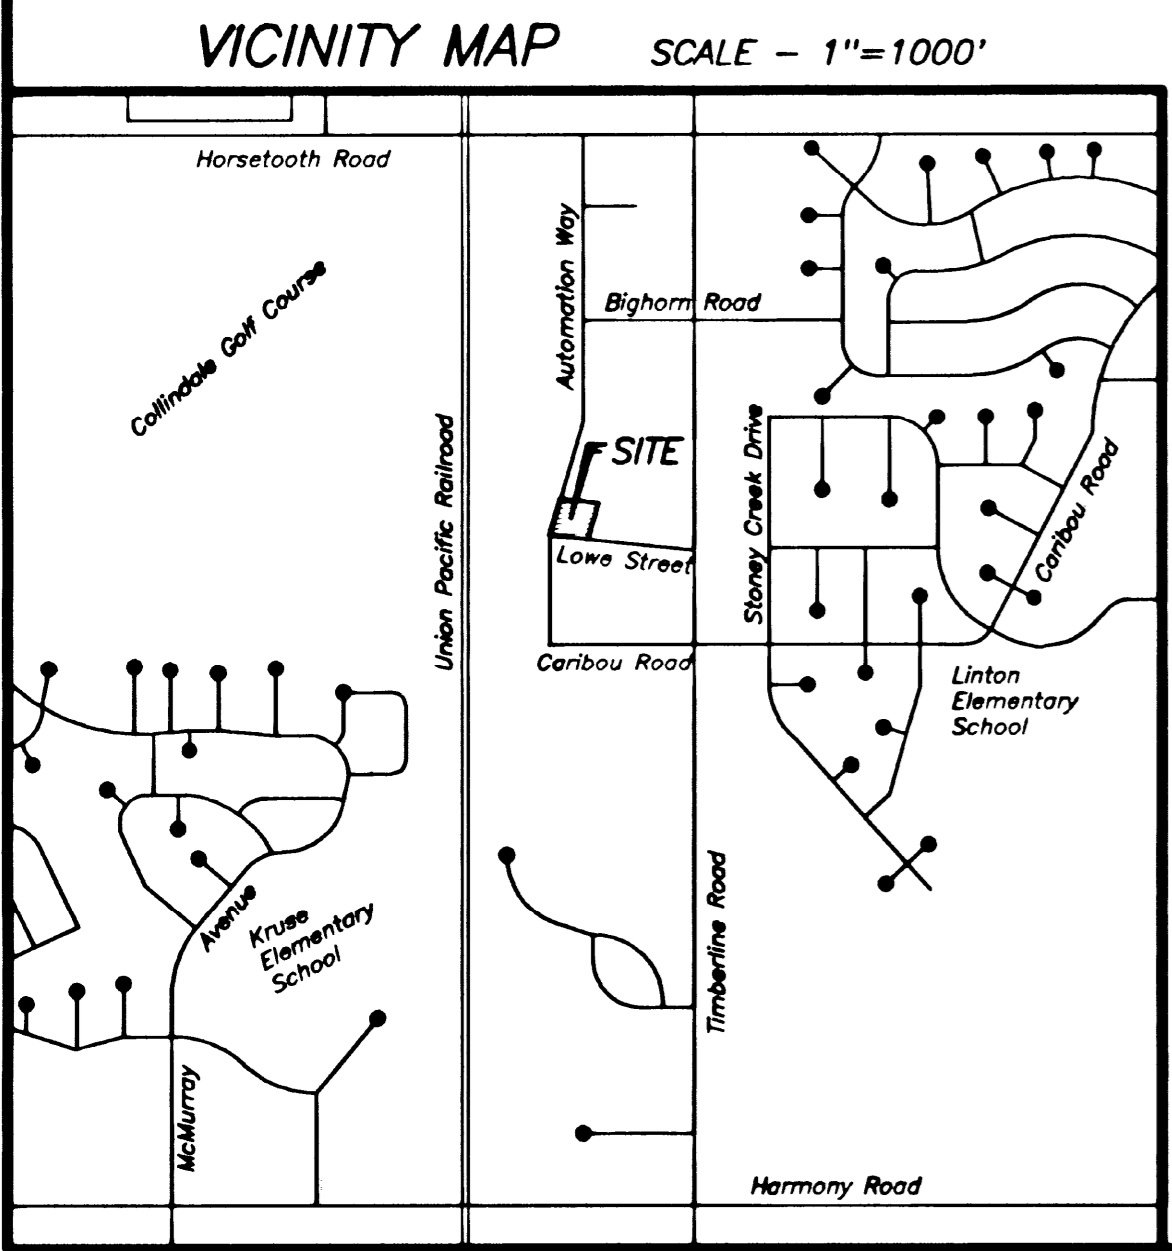 VICINITY MAP SCALE - 1"=1000'
Horsetooth Road
Automation Way
Collindale Golf Course
Bighorn Road
Union Pacific Railroad
SITE
Stoney Creek Drive
Caribou Road
Lowe Street
Caribou Road
Linton
Elementary
School
Avenue
Kruse
Elementary
School
Timberline Road
McMurray
Harmony Road